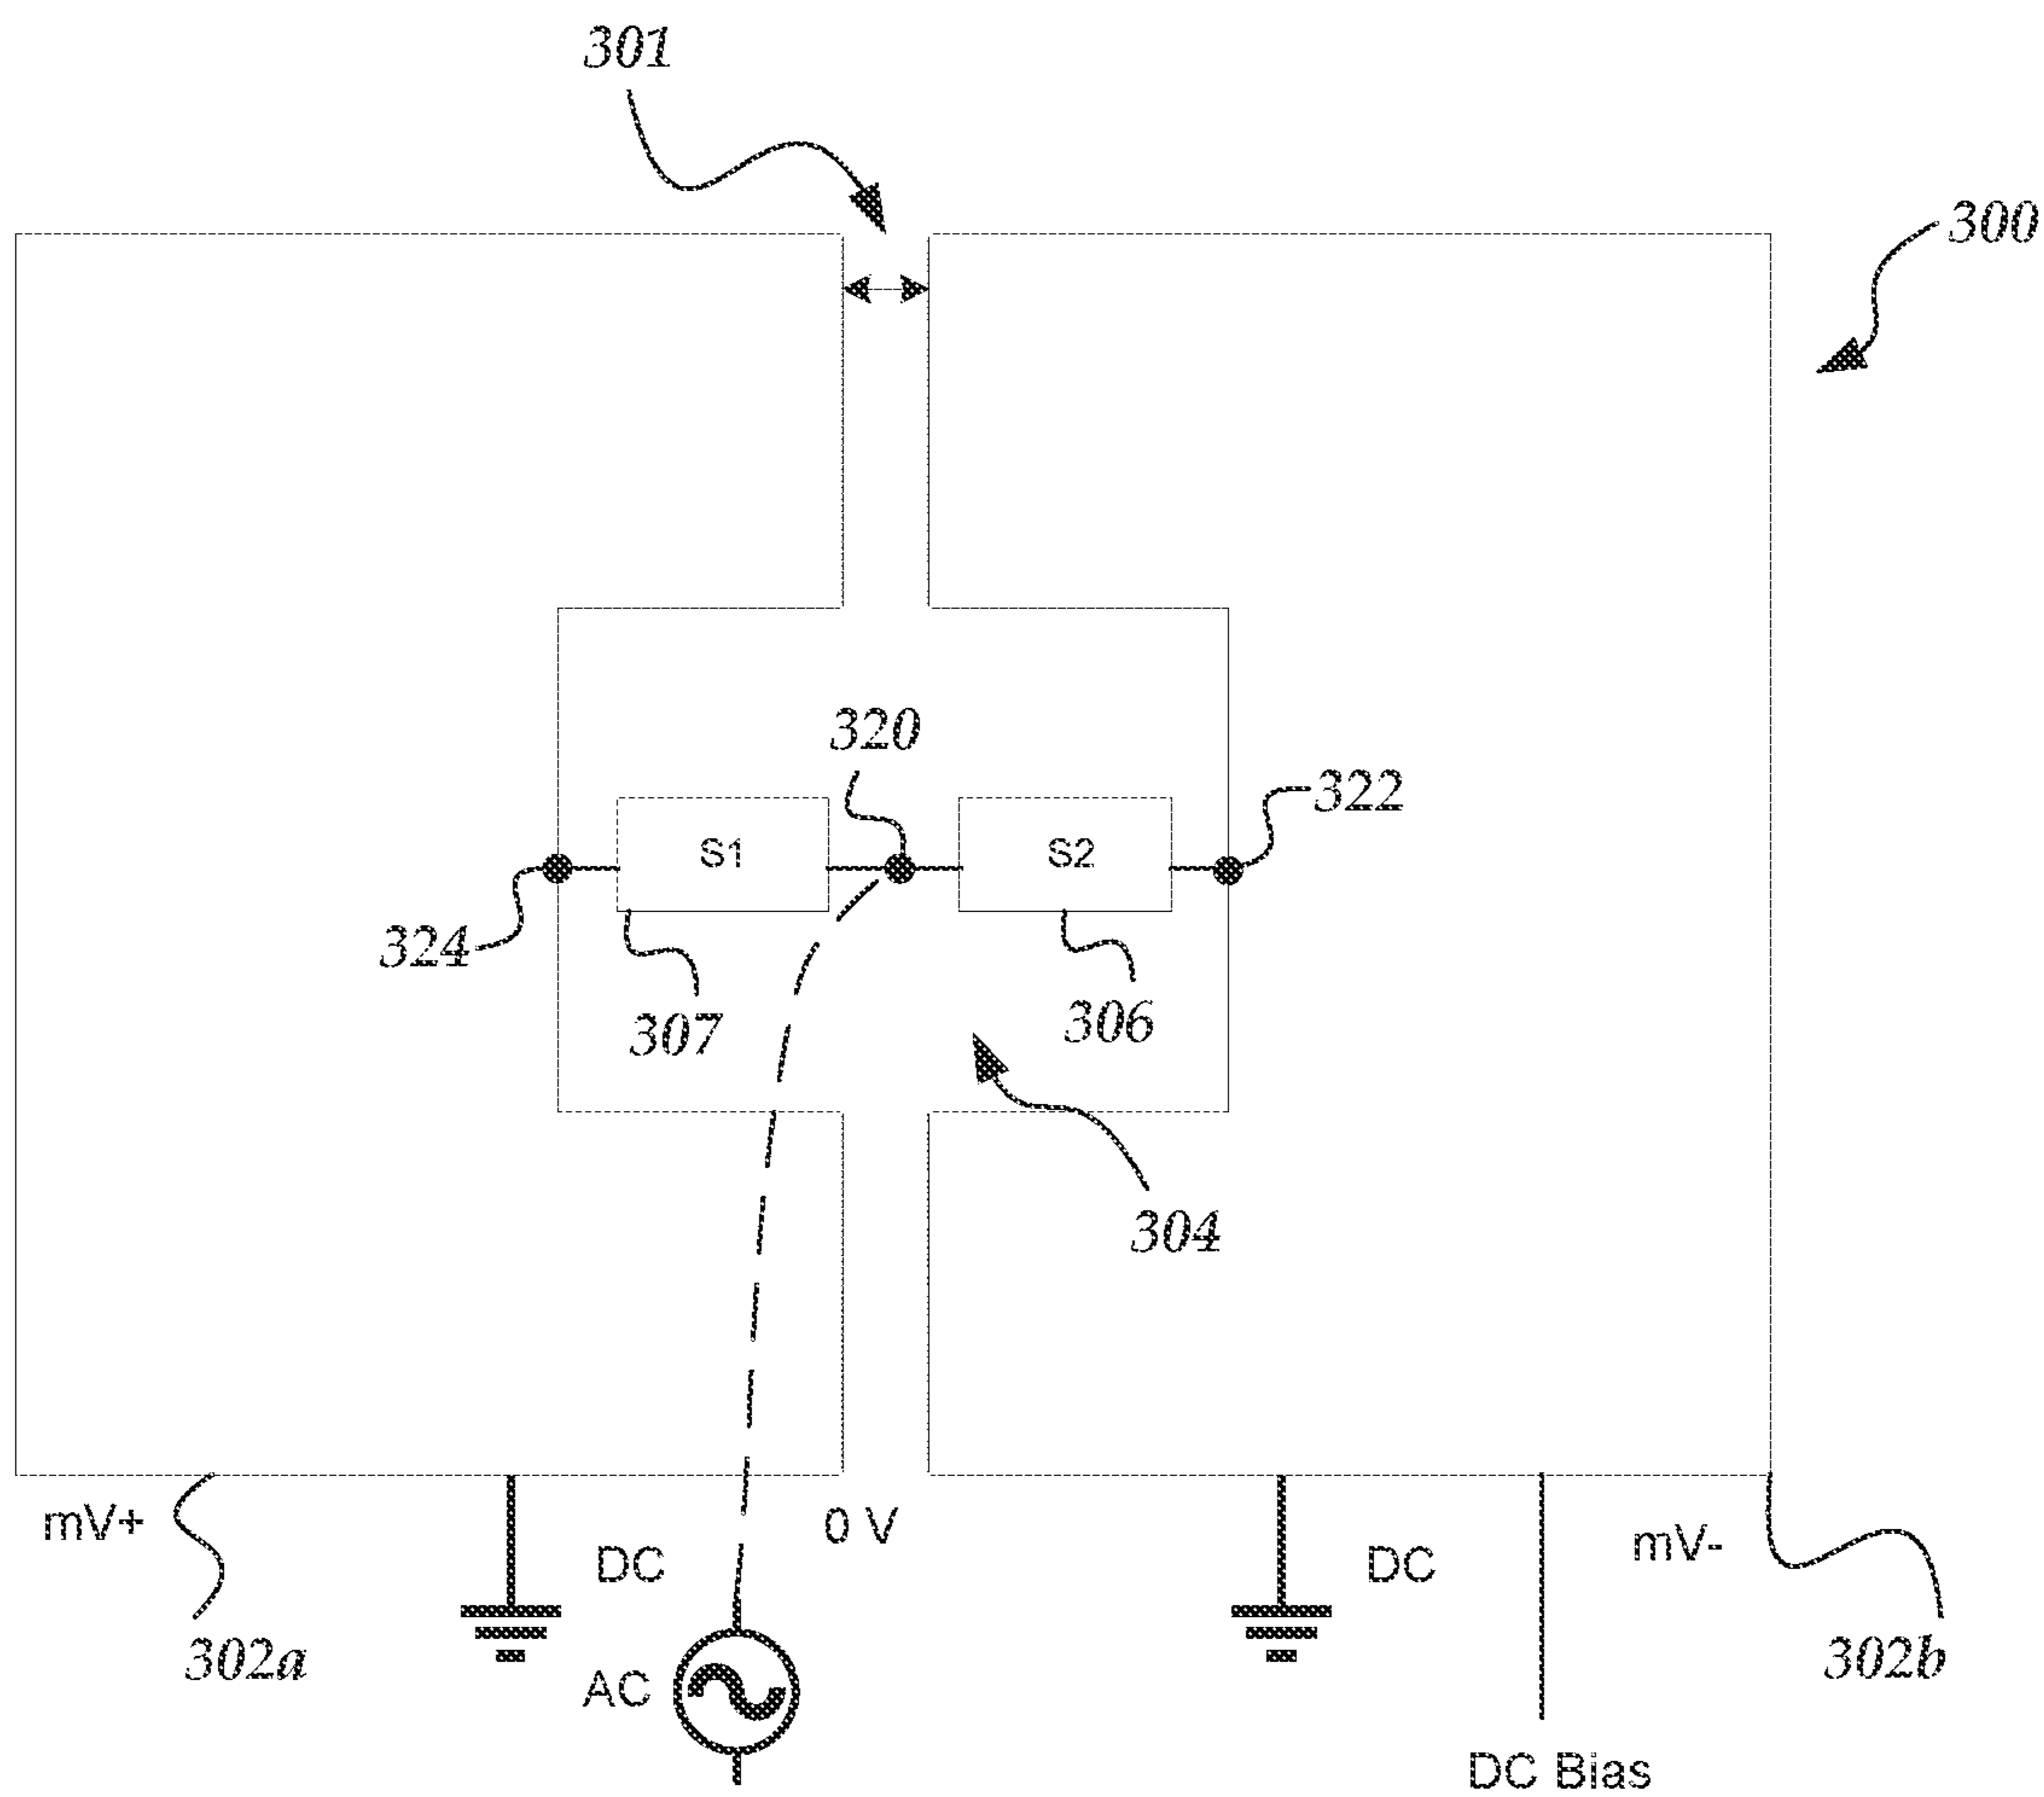 301
300
320
322
S1
S2
324
307
306
304
mV+
0 V
mV-
DC
DC
302a
AC
302b
DC Bias